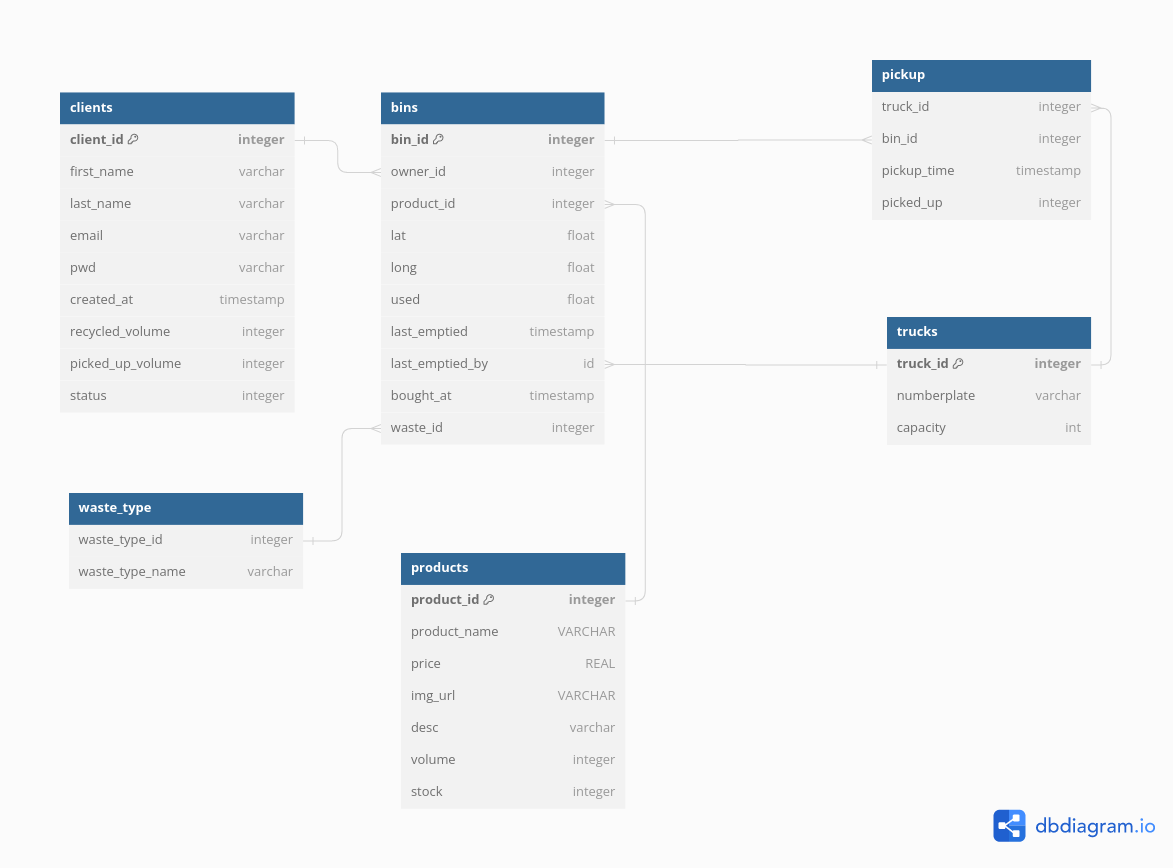 clients
client_id integer
first_name varchar
last_name varchar
email varchar
pwd varchar
created_at timestamp
recycled_volume integer
picked_up_volume integer
status integer
bins
bin_id integer
owner_id integer
product_id integer
lat float
long float
used float
last_emptied timestamp
last_emptied_by id
bought_at timestamp
waste_id integer
pickup
truck_id integer
bin_id integer
pickup_time timestamp
picked_up integer
trucks
truck_id integer
numberplate varchar
capacity int
waste_type
waste_type_id integer
waste_type_name varchar
products
product_id integer
product_name VARCHAR
price REAL
img_url VARCHAR
desc varchar
volume integer
stock integer
dbdiagram.io